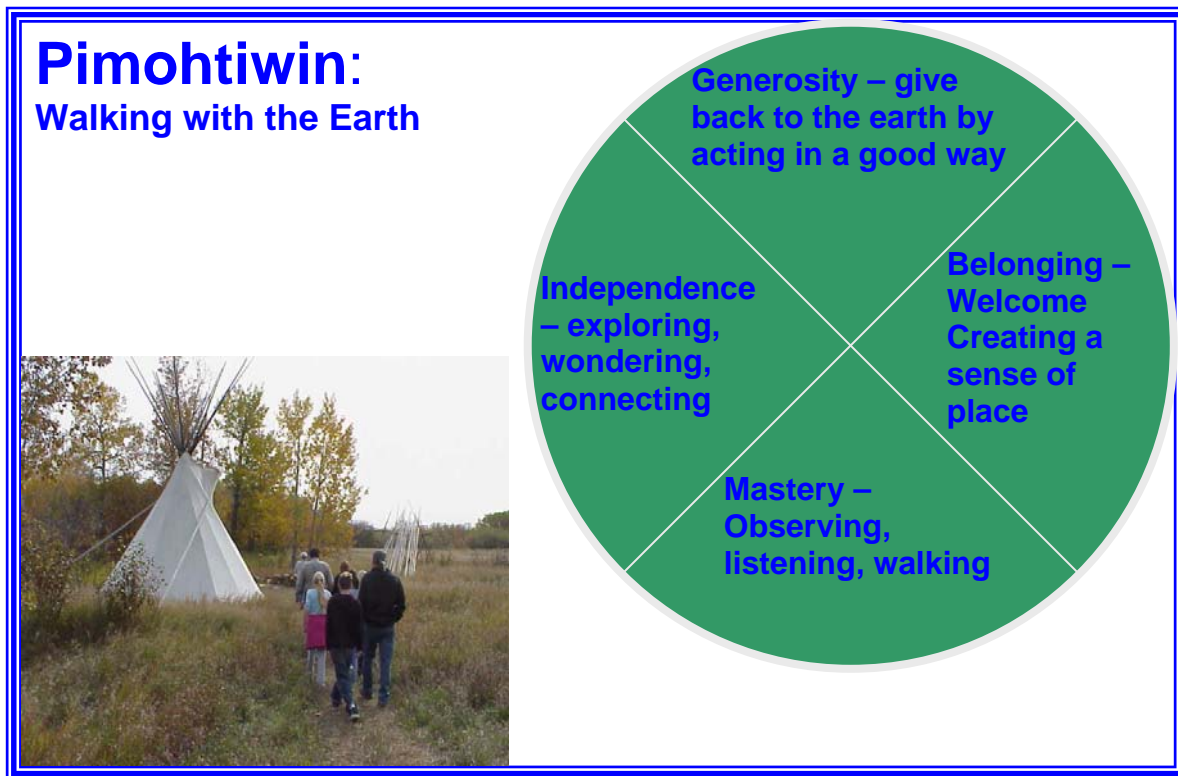 Pimohtiwin:
Walking with the Earth
Generosity – give
back to the earth by
acting in a good way
Belonging –
Welcome
Creating a
sense of
place
Mastery –
Observing,
listening, walking
Independence
– exploring,
wondering,
connecting